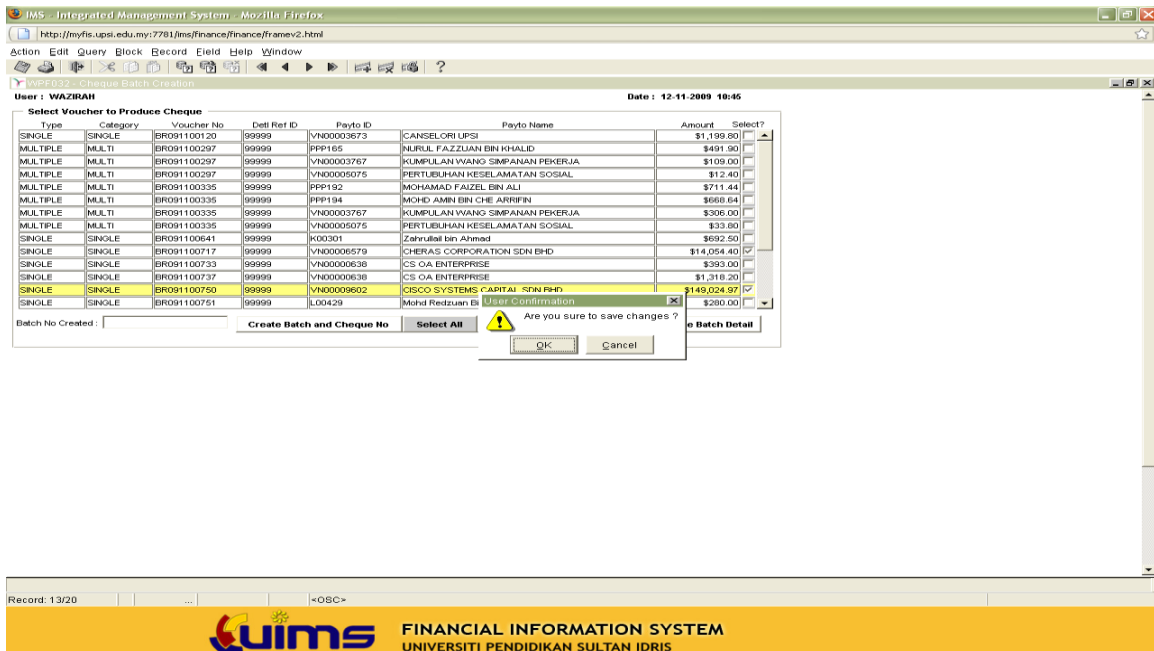 IMS - Integrated Management System - Mozilla Firefox
http://myfis.upsi.edu.my:7781/ims/finance/finance/framev2.html
Action Edit Query Block Record Field Help Window
WPF032 - Cheque Batch Creation
User : WAZIRAH Date : 12-11-2009 10:46
Select Voucher to Produce Cheque
Type Category Voucher No Detl Ref ID Payto ID Payto Name Amount Select?
SINGLE SINGLE BR091100120 99999 VN00003673 CANSELORI UPSI $1,199.80
MULTIPLE MULTI BR091100297 99999 PPP165 NURUL FAZZUAN BIN KHALID $491.90
MULTIPLE MULTI BR091100297 99999 VN00003767 KUMPULAN WANG SIMPANAN PEKERJA $109.00
MULTIPLE MULTI BR091100297 99999 VN00005075 PERTUBUHAN KESELAMATAN SOSIAL $12.40
MULTIPLE MULTI BR091100335 99999 PPP192 MOHAMAD FAIZEL BIN ALI $711.44
MULTIPLE MULTI BR091100335 99999 PPP194 MOHD AMIN BIN CHE ARRIFIN $668.64
MULTIPLE MULTI BR091100335 99999 VN00003767 KUMPULAN WANG SIMPANAN PEKERJA $306.00
MULTIPLE MULTI BR091100335 99999 VN00005075 PERTUBUHAN KESELAMATAN SOSIAL $33.80
SINGLE SINGLE BR091100641 99999 K00301 Zahrullail bin Ahmad $692.50
SINGLE SINGLE BR091100717 99999 VN00006579 CHERAS CORPORATION SDN BHD $14,054.40
SINGLE SINGLE BR091100733 99999 VN00000638 CS OA ENTERPRISE $393.00
SINGLE SINGLE BR091100737 99999 VN00000638 CS OA ENTERPRISE $1,318.20
SINGLE SINGLE BR091100750 99999 VN00009602 CISCO SYSTEMS CAPITAL SDN BHD $149,024.97
SINGLE SINGLE BR091100751 99999 L00429 Mohd Redzuan Bi $280.00
User Confirmation
Are you sure to save changes ?
OK Cancel
Batch No Created : Create Batch and Cheque No Select All e Batch Detail
Record: 13/20 ... <OSC>
uims FINANCIAL INFORMATION SYSTEM
UNIVERSITI PENDIDIKAN SULTAN IDRIS